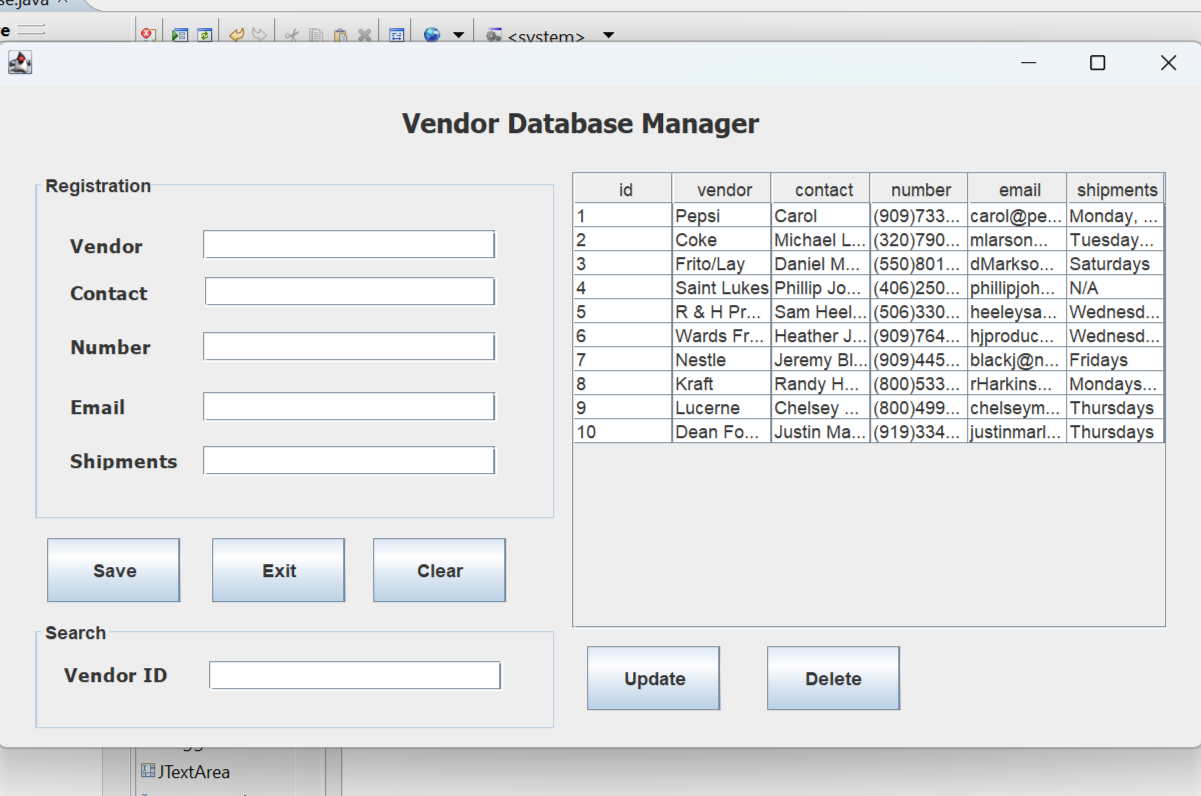 se.java
<system>
Vendor Database Manager
Registration
Vendor
Contact
Number
Email
Shipments
Save Exit Clear
Search
Vendor ID
id vendor contact number email shipments
1 Pepsi Carol (909)733... carol@pe... Monday, ...
2 Coke Michael L... (320)790... mlarson... Tuesday...
3 Frito/Lay Daniel M... (550)801... dMarkso... Saturdays
4 Saint Lukes Phillip Jo... (406)250... phillipjoh... N/A
5 R & H Pr... Sam Heel... (506)330... heeleysa... Wednesd...
6 Wards Fr... Heather J... (909)764... hjproduc... Wednesd...
7 Nestle Jeremy Bl... (909)445... blackj@n... Fridays
8 Kraft Randy H... (800)533... rHarkins... Mondays...
9 Lucerne Chelsey ... (800)499... chelseym... Thursdays
10 Dean Fo... Justin Ma... (919)334... justinmarl... Thursdays
Update Delete
JTextArea